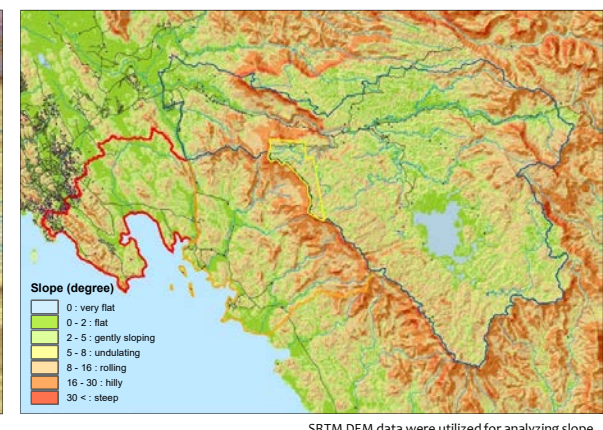 Slope (degree)
0 : very flat
0 - 2 : flat
2 - 5 : gently sloping
5 - 8 : undulating
8 - 16 : rolling
16 - 30 : hilly
30 < : steep
SRTM DEM data were utilized for analyzing slope